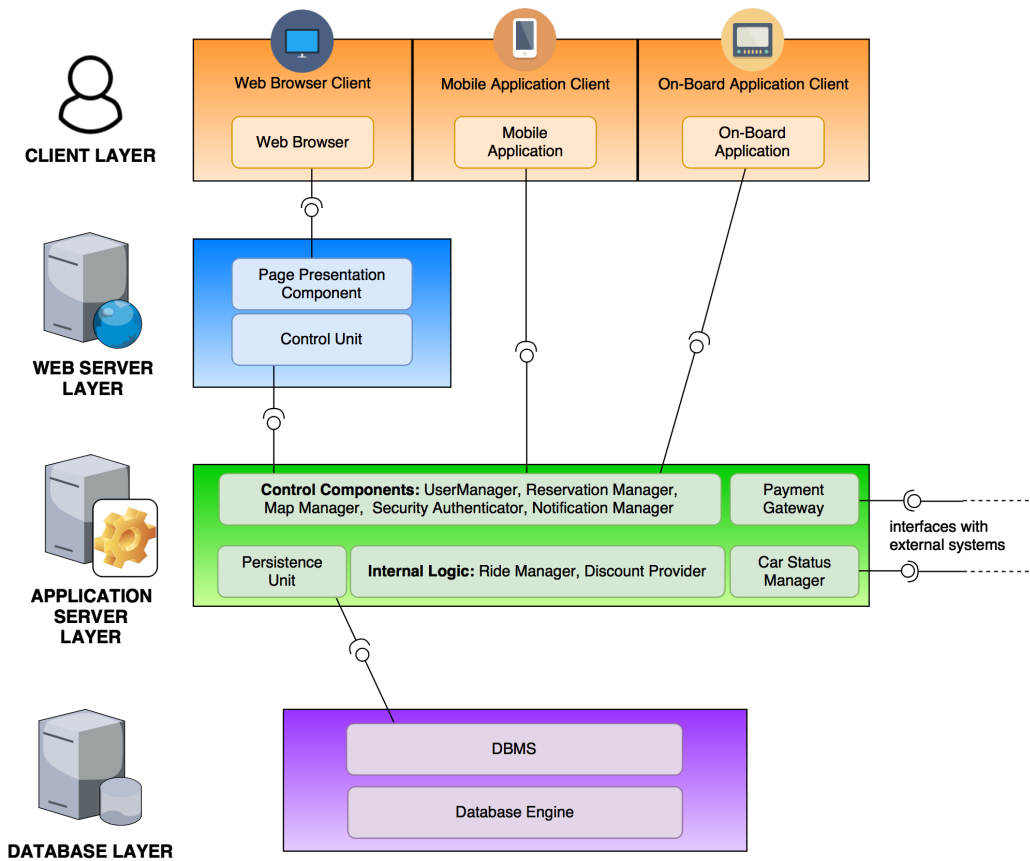 Web Browser Client
Mobile Application Client
On-Board Application Client
Web Browser
Mobile
Application
On-Board
Application
CLIENT LAYER
Page Presentation
Component
Control Unit
WEB SERVER
LAYER
Control Components: UserManager, Reservation Manager,
Map Manager, Security Authenticator, Notification Manager
Payment
Gateway
interfaces with
external systems
Persistence
Unit
Internal Logic: Ride Manager, Discount Provider
Car Status
Manager
APPLICATION
SERVER
LAYER
DBMS
Database Engine
DATABASE LAYER